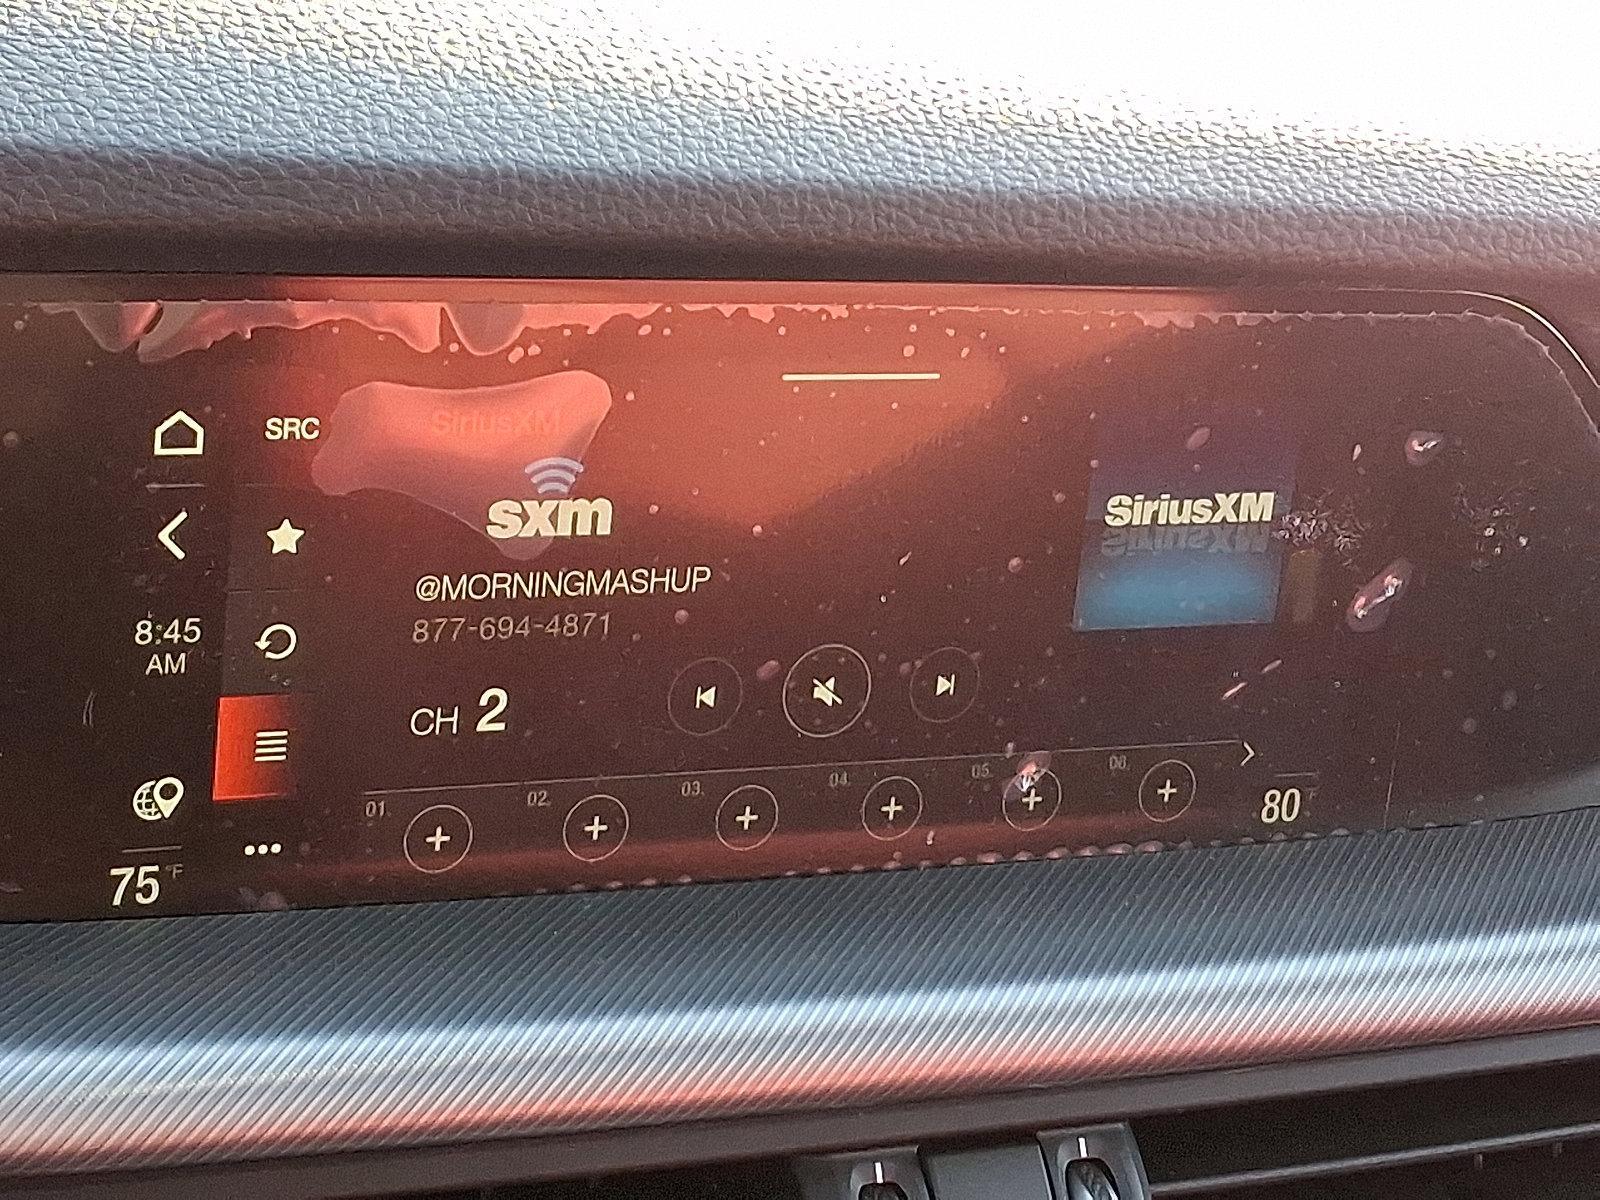 SRC
SiriusXM
sxm
SiriusXM
@MORNINGMASHUP
877-694-4871
8:45
AM
CH 2
01.
02.
03.
04.
05.
06.
75 °F
80 °F